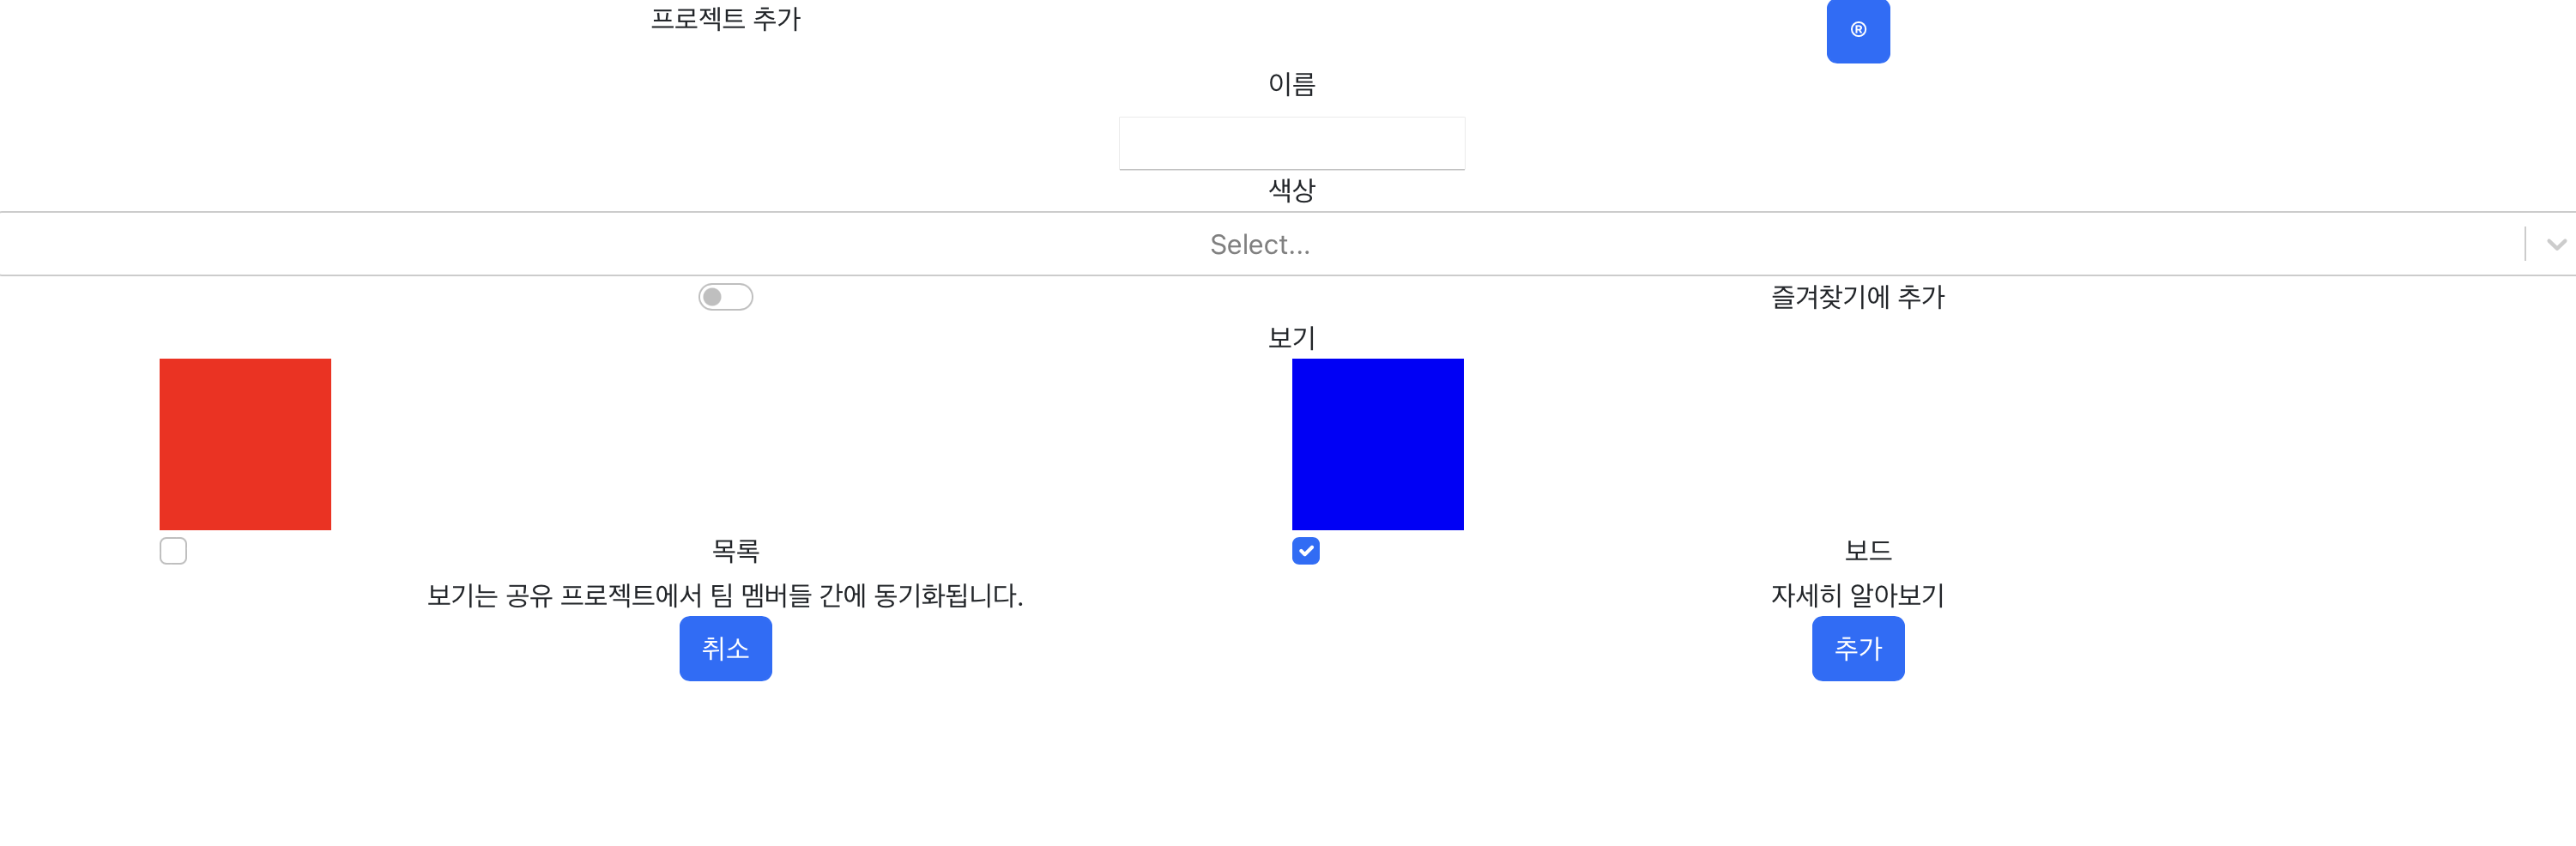 프로젝트 추가 ®
이름
색상
Select...
즐겨찾기에 추가
보기
목록 보드
보기는 공유 프로젝트에서 팀 멤버들 간에 동기화됩니다. 자세히 알아보기
취소 추가